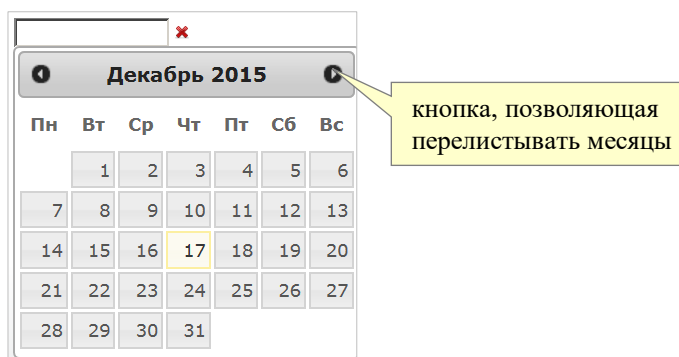 Декабрь 2015
кнопка, позволяющая
перелистывать месяцы
Пн Вт Ср Чт Пт Сб Вс
1 2 3 4 5 6
7 8 9 10 11 12 13
14 15 16 17 18 19 20
21 22 23 24 25 26 27
28 29 30 31